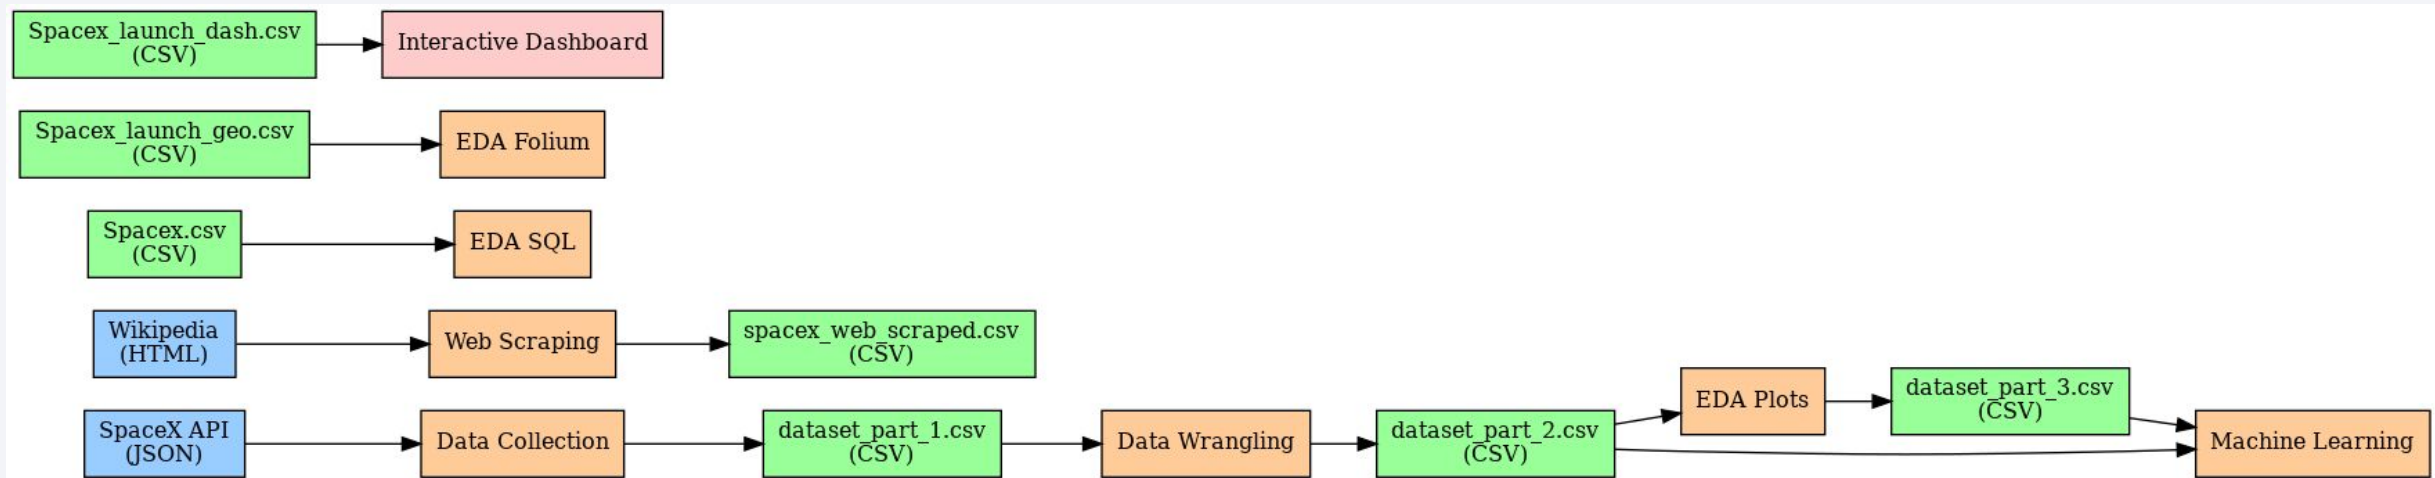 Spacex_launch_dash.csv
(CSV)
Interactive Dashboard
Spacex_launch_geo.csv
(CSV)
EDA Folium
Spacex.csv
(CSV)
EDA SQL
Wikipedia
(HTML)
Web Scraping
spacex_web_scraped.csv
(CSV)
SpaceX API
(JSON)
Data Collection
dataset_part_1.csv
(CSV)
Data Wrangling
dataset_part_2.csv
(CSV)
EDA Plots
dataset_part_3.csv
(CSV)
Machine Learning